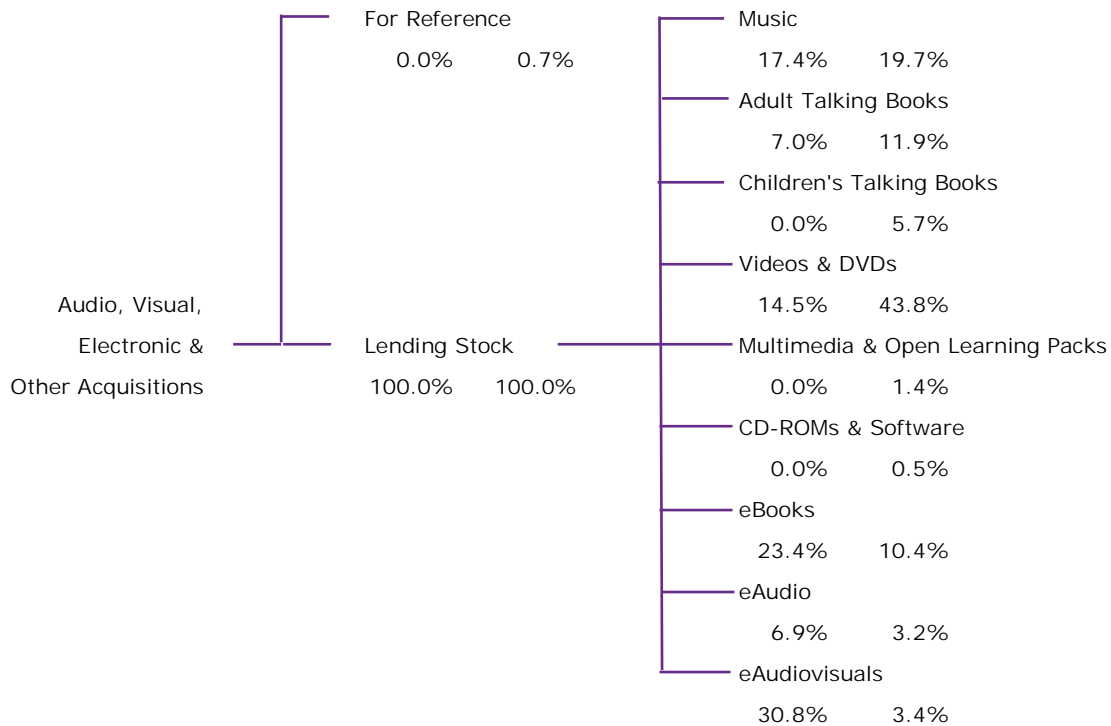 Audio, Visual,
Electronic &
Other Acquisitions
For Reference
0.0% 0.7%
Lending Stock
100.0% 100.0%
Music
17.4% 19.7%
Adult Talking Books
7.0% 11.9%
Children's Talking Books
0.0% 5.7%
Videos & DVDs
14.5% 43.8%
Multimedia & Open Learning Packs
0.0% 1.4%
CD-ROMs & Software
0.0% 0.5%
eBooks
23.4% 10.4%
eAudio
6.9% 3.2%
eAudiovisuals
30.8% 3.4%